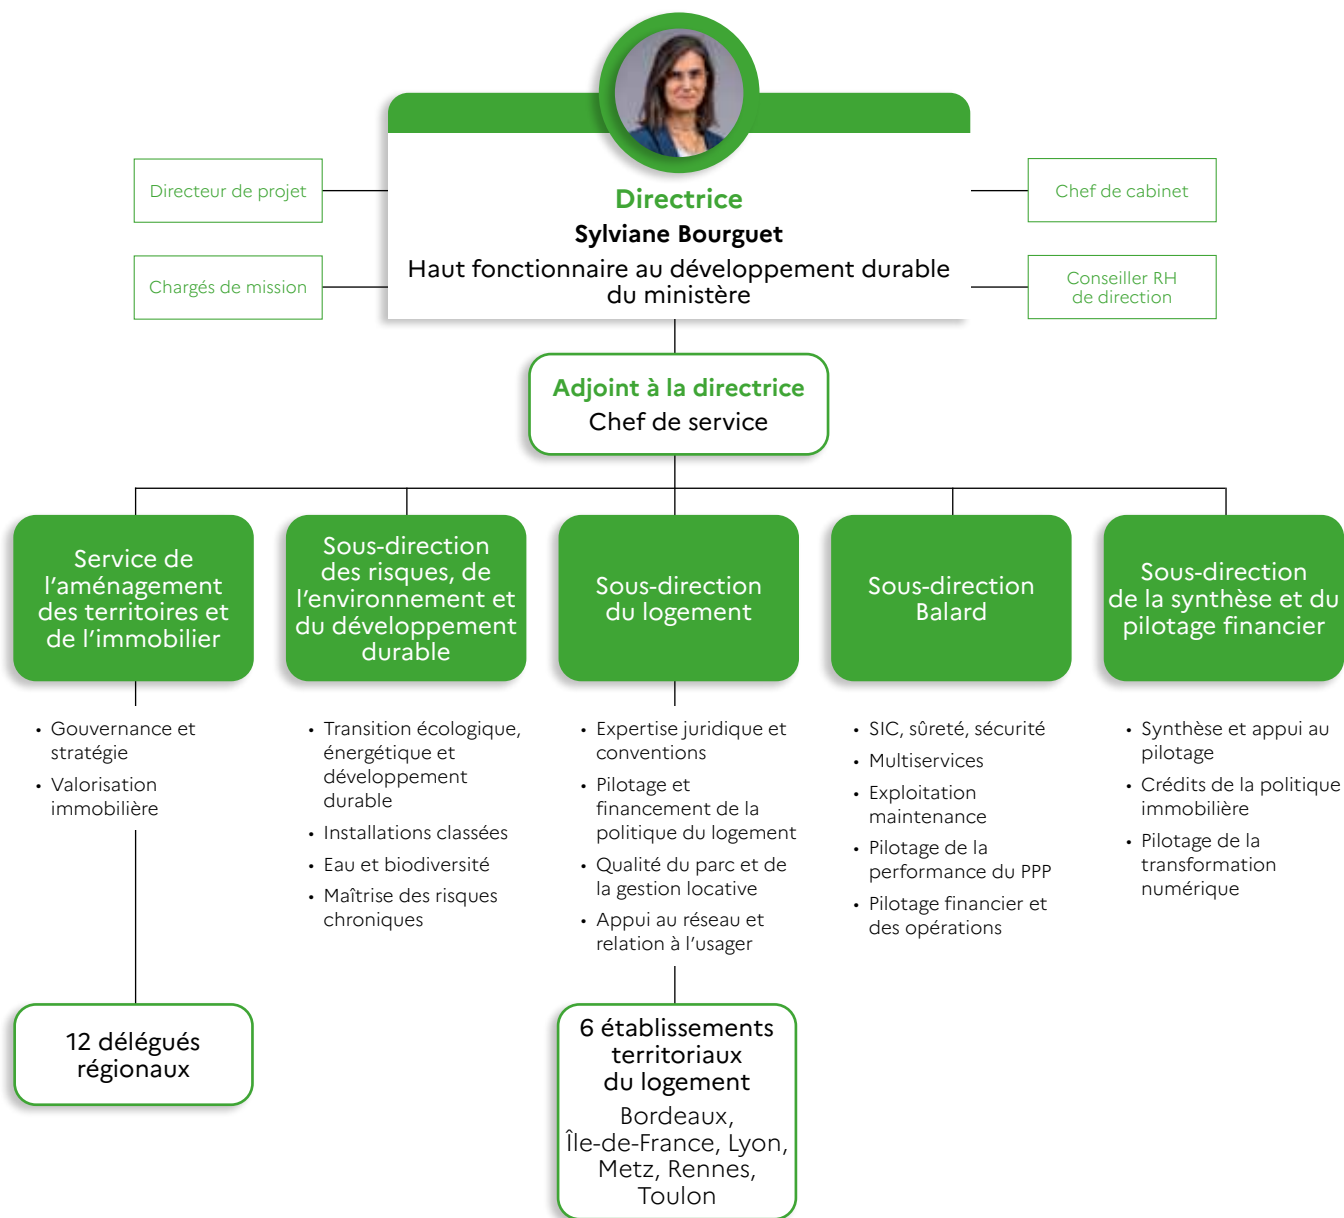 Directrice
Sylviane Bourguet
Haut fonctionnaire au développement durable
du ministère
Directeur de projet
Chargés de mission
Chef de cabinet
Conseiller RH
de direction
Adjoint à la directrice
Chef de service
Service de
l’aménagement
des territoires et
de l’immobilier
• Gouvernance et
stratégie
• Valorisation
immobilière
12 délégués
régionaux
Sous-direction
des risques, de
l’environnement et
du développement
durable
• Transition écologique,
énergétique et
développement
durable
• Installations classées
• Eau et biodiversité
• Maîtrise des risques
chroniques
Sous-direction
du logement
• Expertise juridique et
conventions
• Pilotage et
financement de la
politique du logement
• Qualité du parc et de
la gestion locative
• Appui au réseau et
relation à l’usager
6 établissements
territoriaux
du logement
Bordeaux,
Île-de-France, Lyon,
Metz, Rennes,
Toulon
Sous-direction
Balard
• SIC, sûreté, sécurité
• Multiservices
• Exploitation
maintenance
• Pilotage de la
performance du PPP
• Pilotage financier et
des opérations
Sous-direction
de la synthèse et du
pilotage financier
• Synthèse et appui au
pilotage
• Crédits de la politique
immobilière
• Pilotage de la
transformation
numérique